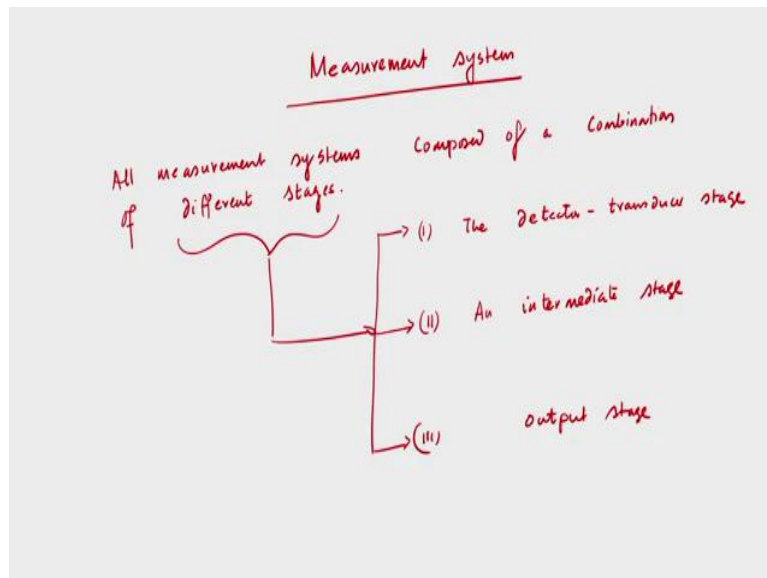 Measurement system
All measurement systems composed of a combination
of different stages.
(i) The detector - transducer stage
(ii) An intermediate stage
(iii) output stage